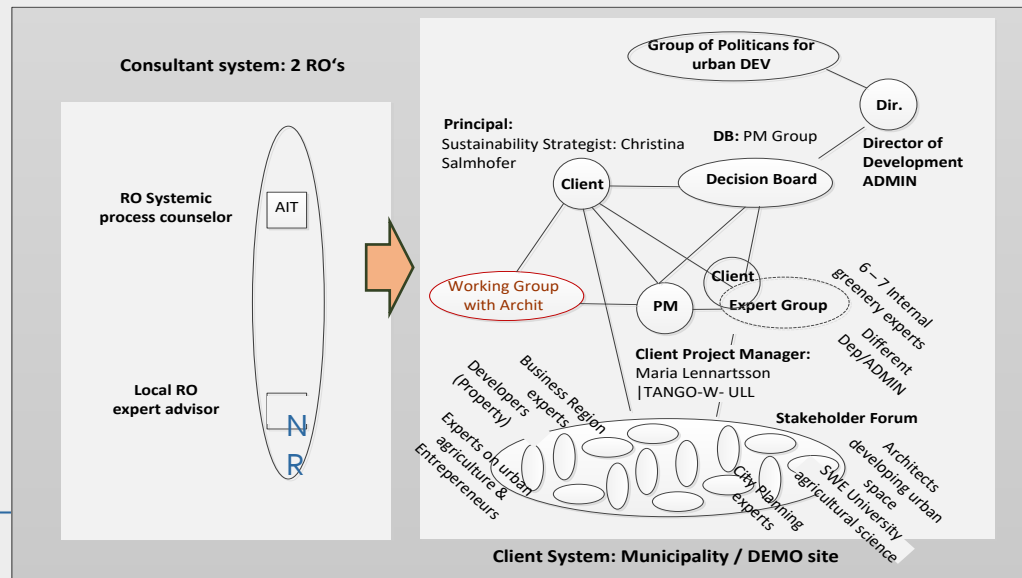 Consultant system: 2 RO's
RO Systemic
process counselor
AIT
Local RO
expert advisor
N
R
Group of Politicans for
urban DEV
Dir.
Director of
Development
ADMIN
Principal:
Sustainability Strategist: Christina
Salmhofer
DB: PM Group
Client
Decision Board
Working Group
with Archit
PM
Client
Expert Group
6 – 7 Internal
greenery experts
Different
Dep/ADMIN
Client Project Manager:
Maria Lennartsson
|TANGO-W- ULL
Stakeholder Forum
Business Region
experts
Developers
(Property)
Experts on urban
agriculture &
Entrepereneurs
City Planning
experts
Architects
developing urban
space
SWE University
agricultural science
Client System: Municipality / DEMO site